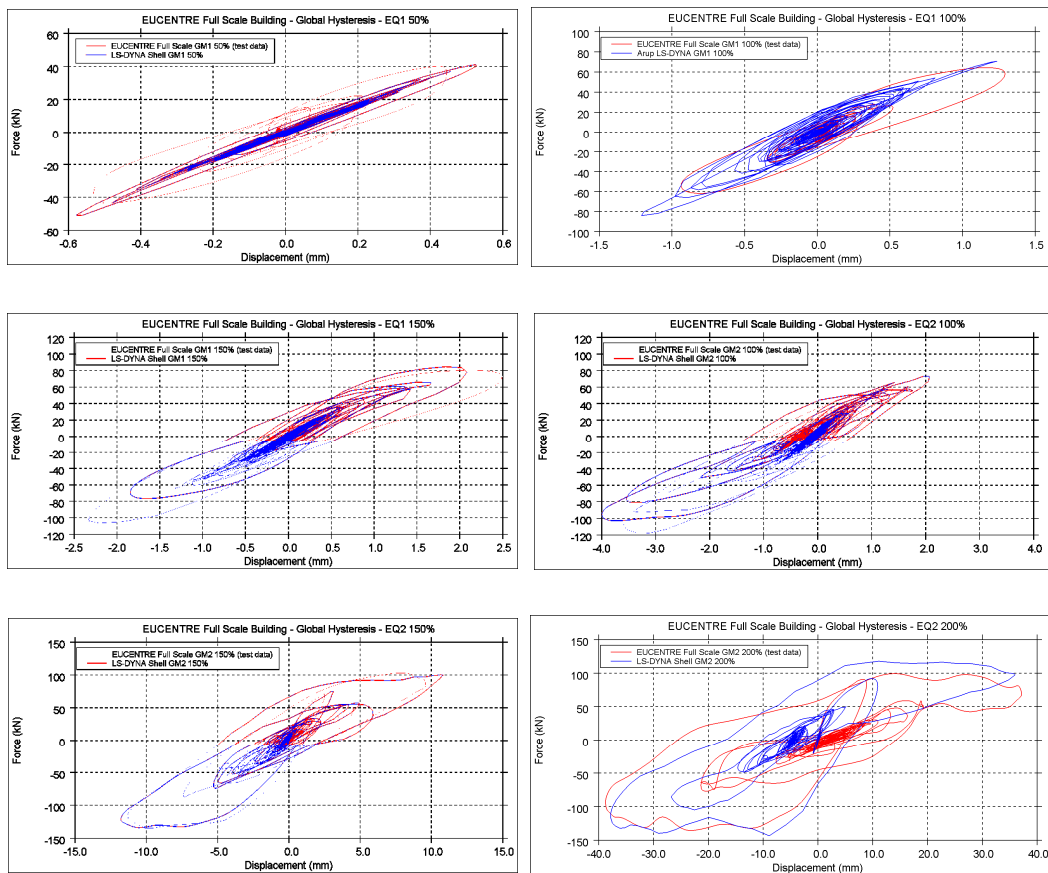 EUCENTRE Full Scale Building - Global Hysteresis - EQ1 50%
EUCENTRE Full Scale GM1 50% (test data)
LS-DYNA Shell GM1 50%
Force (kN)
60
40
20
0
-20
-40
-60
-0.6 -0.4 -0.2 0.0 0.2 0.4 0.6
Displacement (mm)
EUCENTRE Full Scale Building - Global Hysteresis - EQ1 100%
EUCENTRE Full Scale GM1 100% (test data)
Arup LS-DYNA GM1 100%
Force (kN)
100
80
60
40
20
0
-20
-40
-60
-80
-100
-1.5 -1.0 -0.5 0.0 0.5 1.0 1.5
Displacement (mm)
EUCENTRE Full Scale Building - Global Hysteresis - EQ1 150%
EUCENTRE Full Scale GM1 150% (test data)
LS-DYNA Shell GM1 150%
Force (kN)
120
100
80
60
40
20
0
-20
-40
-60
-80
-100
-120
-2.5 -2.0 -1.5 -1.0 -0.5 0.0 0.5 1.0 1.5 2.0 2.5
Displacement (mm)
EUCENTRE Full Scale Building - Global Hysteresis - EQ2 100%
EUCENTRE Full Scale GM2 100% (test data)
LS-DYNA Shell GM2 100%
Force (kN)
120
100
80
60
40
20
0
-20
-40
-60
-80
-100
-120
-4.0 -3.0 -2.0 -1.0 0.0 1.0 2.0 3.0 4.0
Displacement (mm)
EUCENTRE Full Scale Building - Global Hysteresis - EQ2 150%
EUCENTRE Full Scale GM2 150% (test data)
LS-DYNA Shell GM2 150%
Force (kN)
150
100
50
0
-50
-100
-150
-15.0 -10.0 -5.0 0.0 5.0 10.0 15.0
Displacement (mm)
EUCENTRE Full Scale Building - Global Hysteresis - EQ2 200%
EUCENTRE Full Scale GM2 200% (test data)
LS-DYNA Shell GM2 200%
Force (kN)
150
100
50
0
-50
-100
-150
-40.0 -30.0 -20.0 -10.0 0.0 10.0 20.0 30.0 40.0
Displacement (mm)